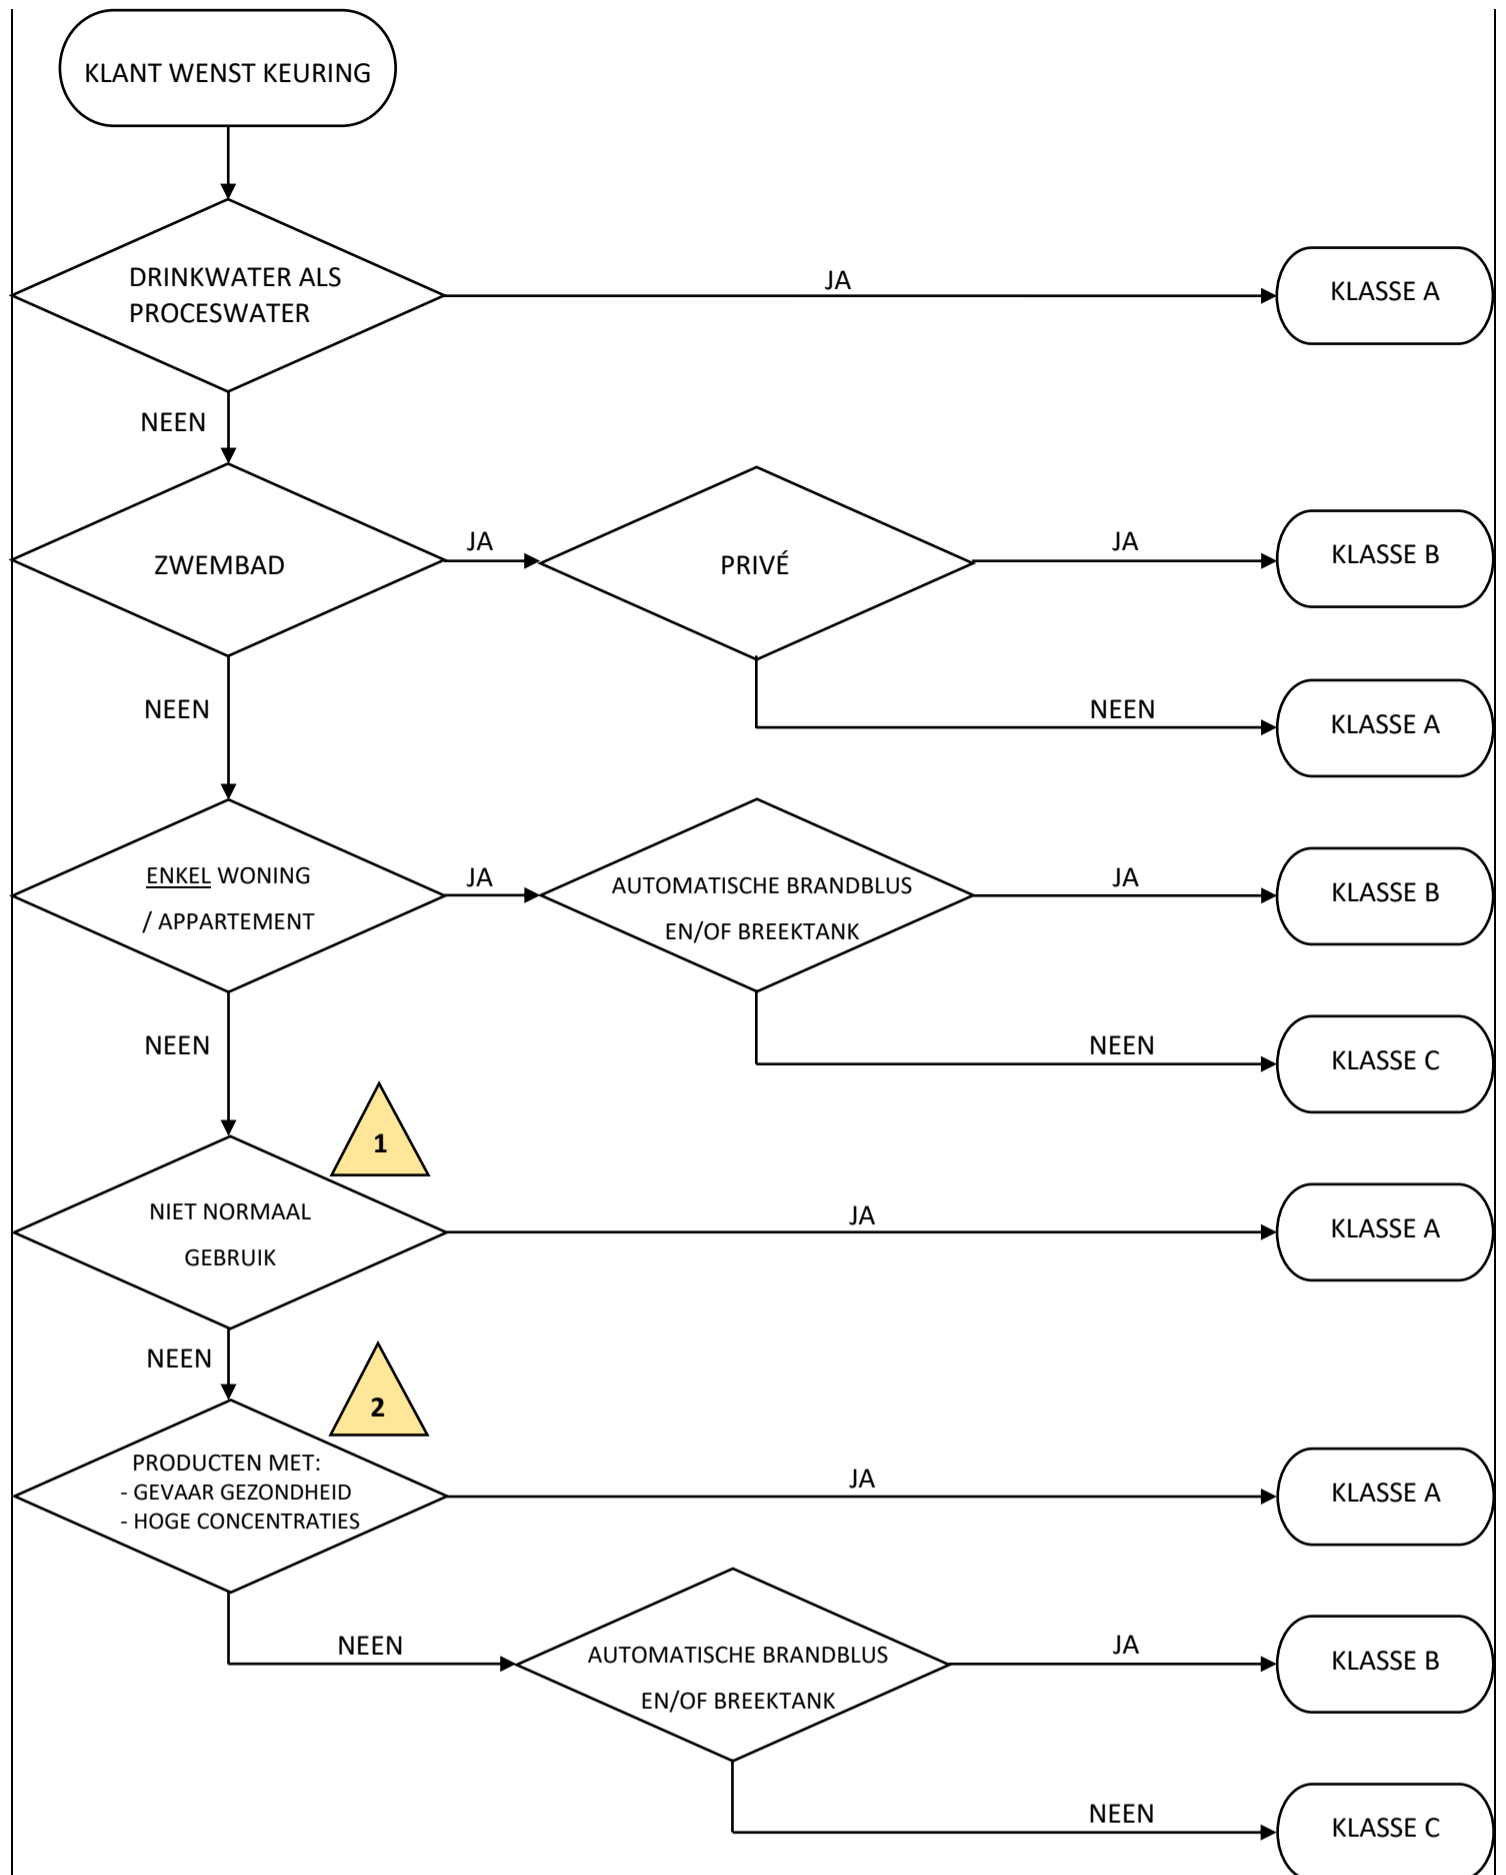 KLANT WENST KEURING
DRINKWATER ALS
PROCESWATER
JA
KLASSE A
NEEN
ZWEMBAD
JA
PRIVÉ
JA
KLASSE B
NEEN
NEEN
KLASSE A
ENKEL WONING
/ APPARTEMENT
JA
AUTOMATISCHE BRANDBLUS
EN/OF BREEKTANK
JA
KLASSE B
NEEN
NEEN
KLASSE C
1
NIET NORMAAL
GEBRUIK
JA
KLASSE A
NEEN
2
PRODUCTEN MET:
- GEVAAR GEZONDHEID
- HOGE CONCENTRATIES
JA
KLASSE A
NEEN
AUTOMATISCHE BRANDBLUS
EN/OF BREEKTANK
JA
KLASSE B
NEEN
KLASSE C